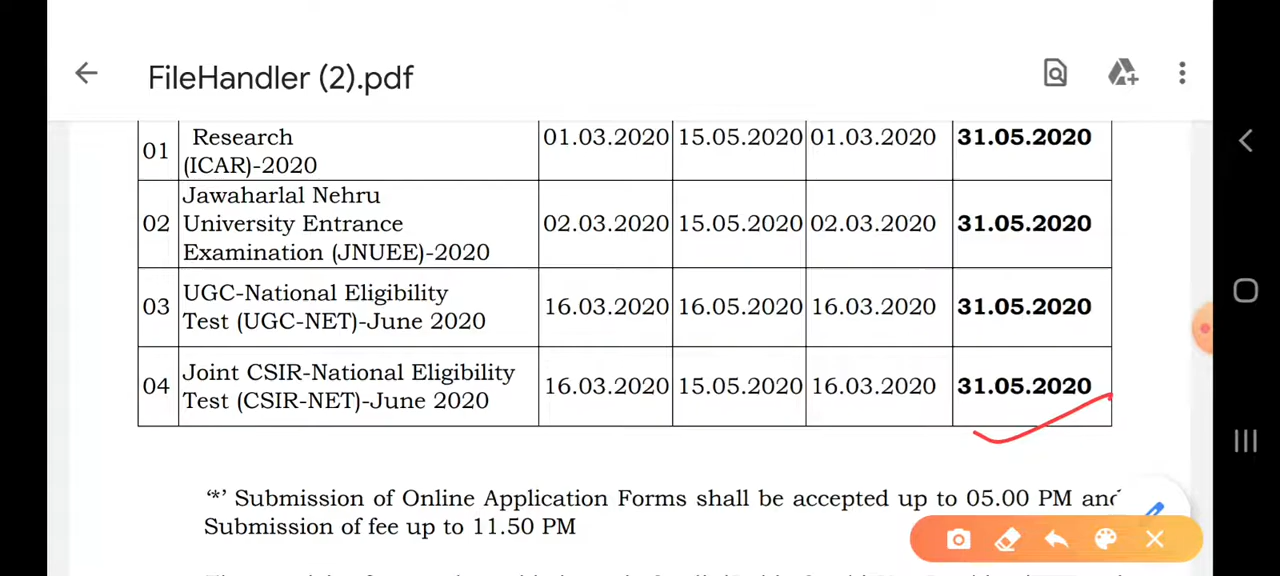 FileHandler (2).pdf
01 Research (ICAR)-2020 01.03.2020 15.05.2020 01.03.2020 31.05.2020
02 Jawaharlal Nehru University Entrance Examination (JNUEE)-2020 02.03.2020 15.05.2020 02.03.2020 31.05.2020
03 UGC-National Eligibility Test (UGC-NET)-June 2020 16.03.2020 16.05.2020 16.03.2020 31.05.2020
04 Joint CSIR-National Eligibility Test (CSIR-NET)-June 2020 16.03.2020 15.05.2020 16.03.2020 31.05.2020
'*' Submission of Online Application Forms shall be accepted up to 05.00 PM and
Submission of fee up to 11.50 PM